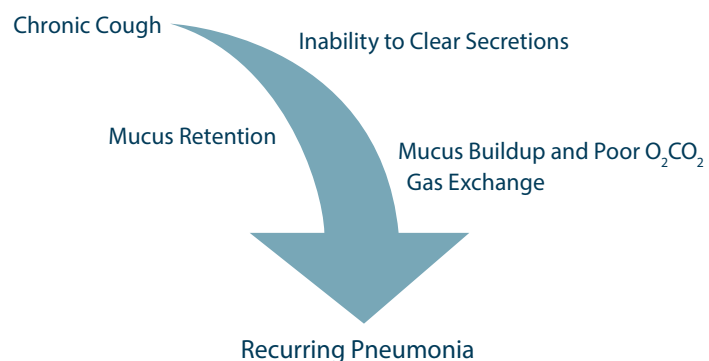 Chronic Cough
Inability to Clear Secretions
Mucus Retention
Mucus Buildup and Poor O₂CO₂
Gas Exchange
Recurring Pneumonia